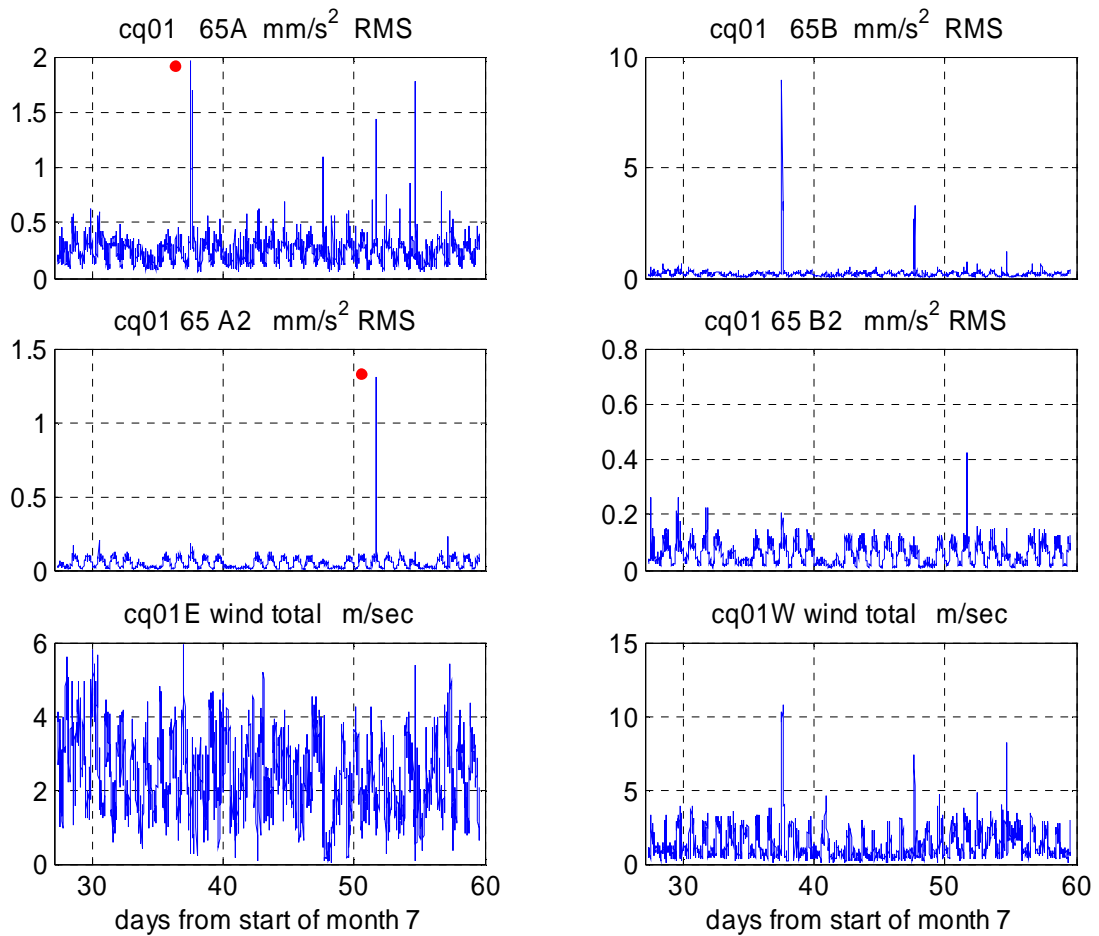 cq01 65A mm/s² RMS
2
1.5
1
0.5
0
cq01 65B mm/s² RMS
10
5
0
cq01 65 A2 mm/s² RMS
1.5
1
0.5
0
cq01 65 B2 mm/s² RMS
0.8
0.6
0.4
0.2
0
cq01E wind total m/sec
6
4
2
0
30 40 50 60
days from start of month 7
cq01W wind total m/sec
15
10
5
0
30 40 50 60
days from start of month 7